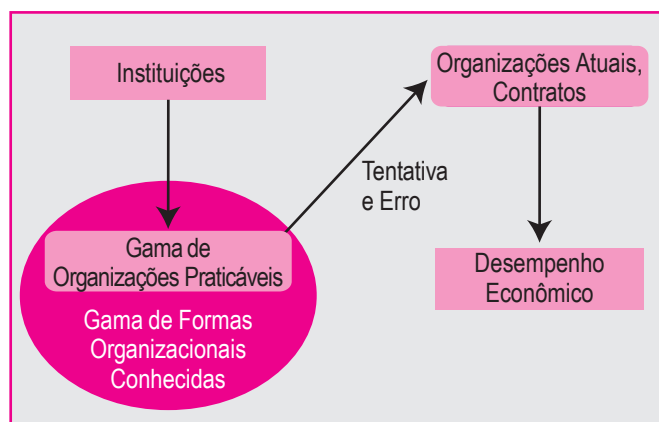 Instituições
Gama de
Organizações Praticáveis
Gama de Formas
Organizacionais
Conhecidas
Tentativa
e Erro
Organizações Atuais,
Contratos
Desempenho
Econômico